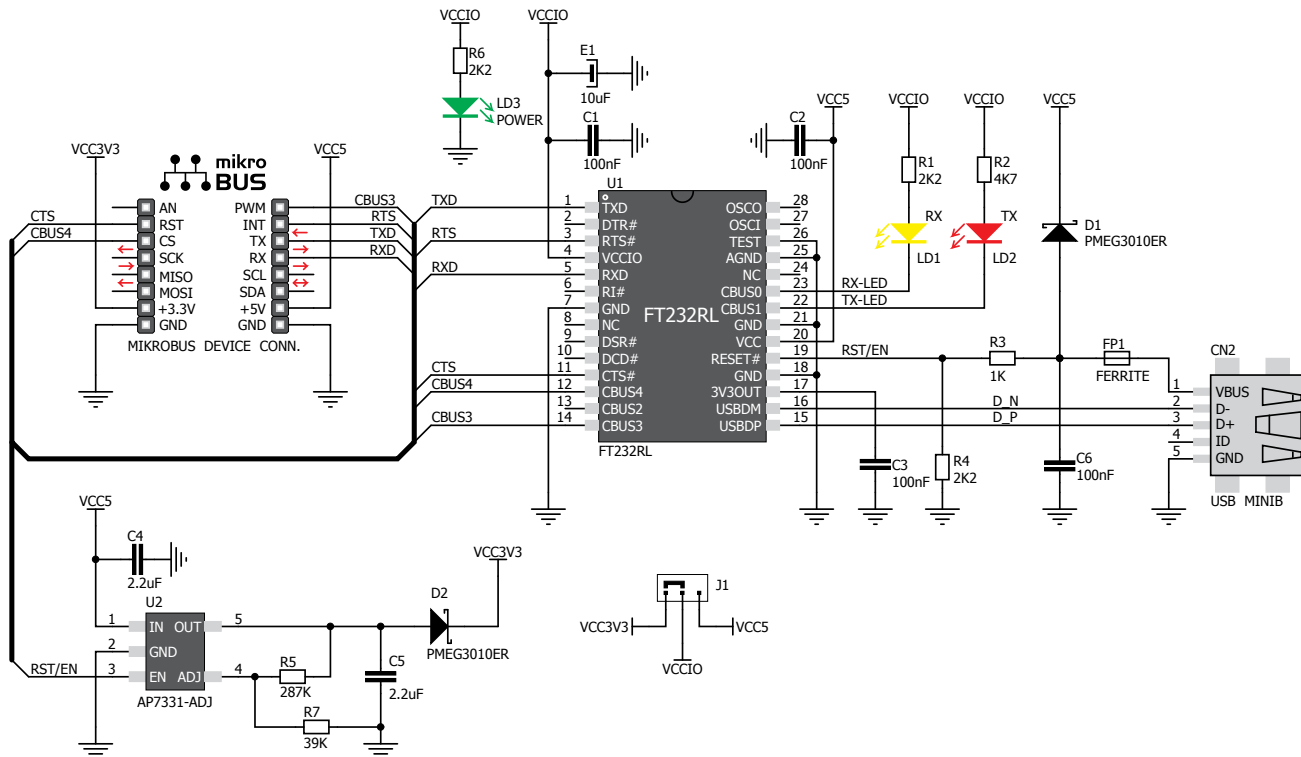 VCCIO
VCCIO
R6
2K2
LD3
POWER
E1
10uF
C1
100nF
C2
100nF
VCC5
VCCIO
VCCIO
VCC5
R1
2K2
R2
4K7
RX
LD1
TX
LD2
D1
PMEG3010ER
VCC3V3
mikro
BUS
VCC5
CTS
CBUS4
AN
RST
CS
SCK
MISO
MOSI
+3.3V
GND
PWM
INT
TX
RX
SCL
SDA
+5V
GND
CBUS3
RTS
TXD
RXD
MIKROBUS DEVICE CONN.
TXD
RTS
RXD
CTS
CBUS4
CBUS3
U1
1 TXD
2 DTR#
3 RTS#
4 VCCIO
5 RXD
6 RI#
7 GND
8 NC
9 DSR#
10 DCD#
11 CTS#
12 CBUS4
13 CBUS2
14 CBUS3
FT232RL
OSCO 28
OSCI 27
TEST 26
AGND 25
NC 24
CBUS0 23
CBUS1 22
GND 21
VCC 20
RESET# 19
GND 18
3V3OUT 17
USBDM 16
USBDP 15
FT232RL
RX-LED
TX-LED
RST/EN
R3
1K
FP1
FERRITE
D_N
D_P
C3
100nF
R4
2K2
C6
100nF
CN2
1 VBUS
2 D-
3 D+
4 ID
5 GND
USB MINIB
VCC5
C4
2.2uF
U2
1 IN
2 GND
3 EN
OUT 5
ADJ 4
AP7331-ADJ
RST/EN
R5
287K
R7
39K
C5
2.2uF
D2
PMEG3010ER
VCC3V3
J1
VCC3V3
VCC5
VCCIO